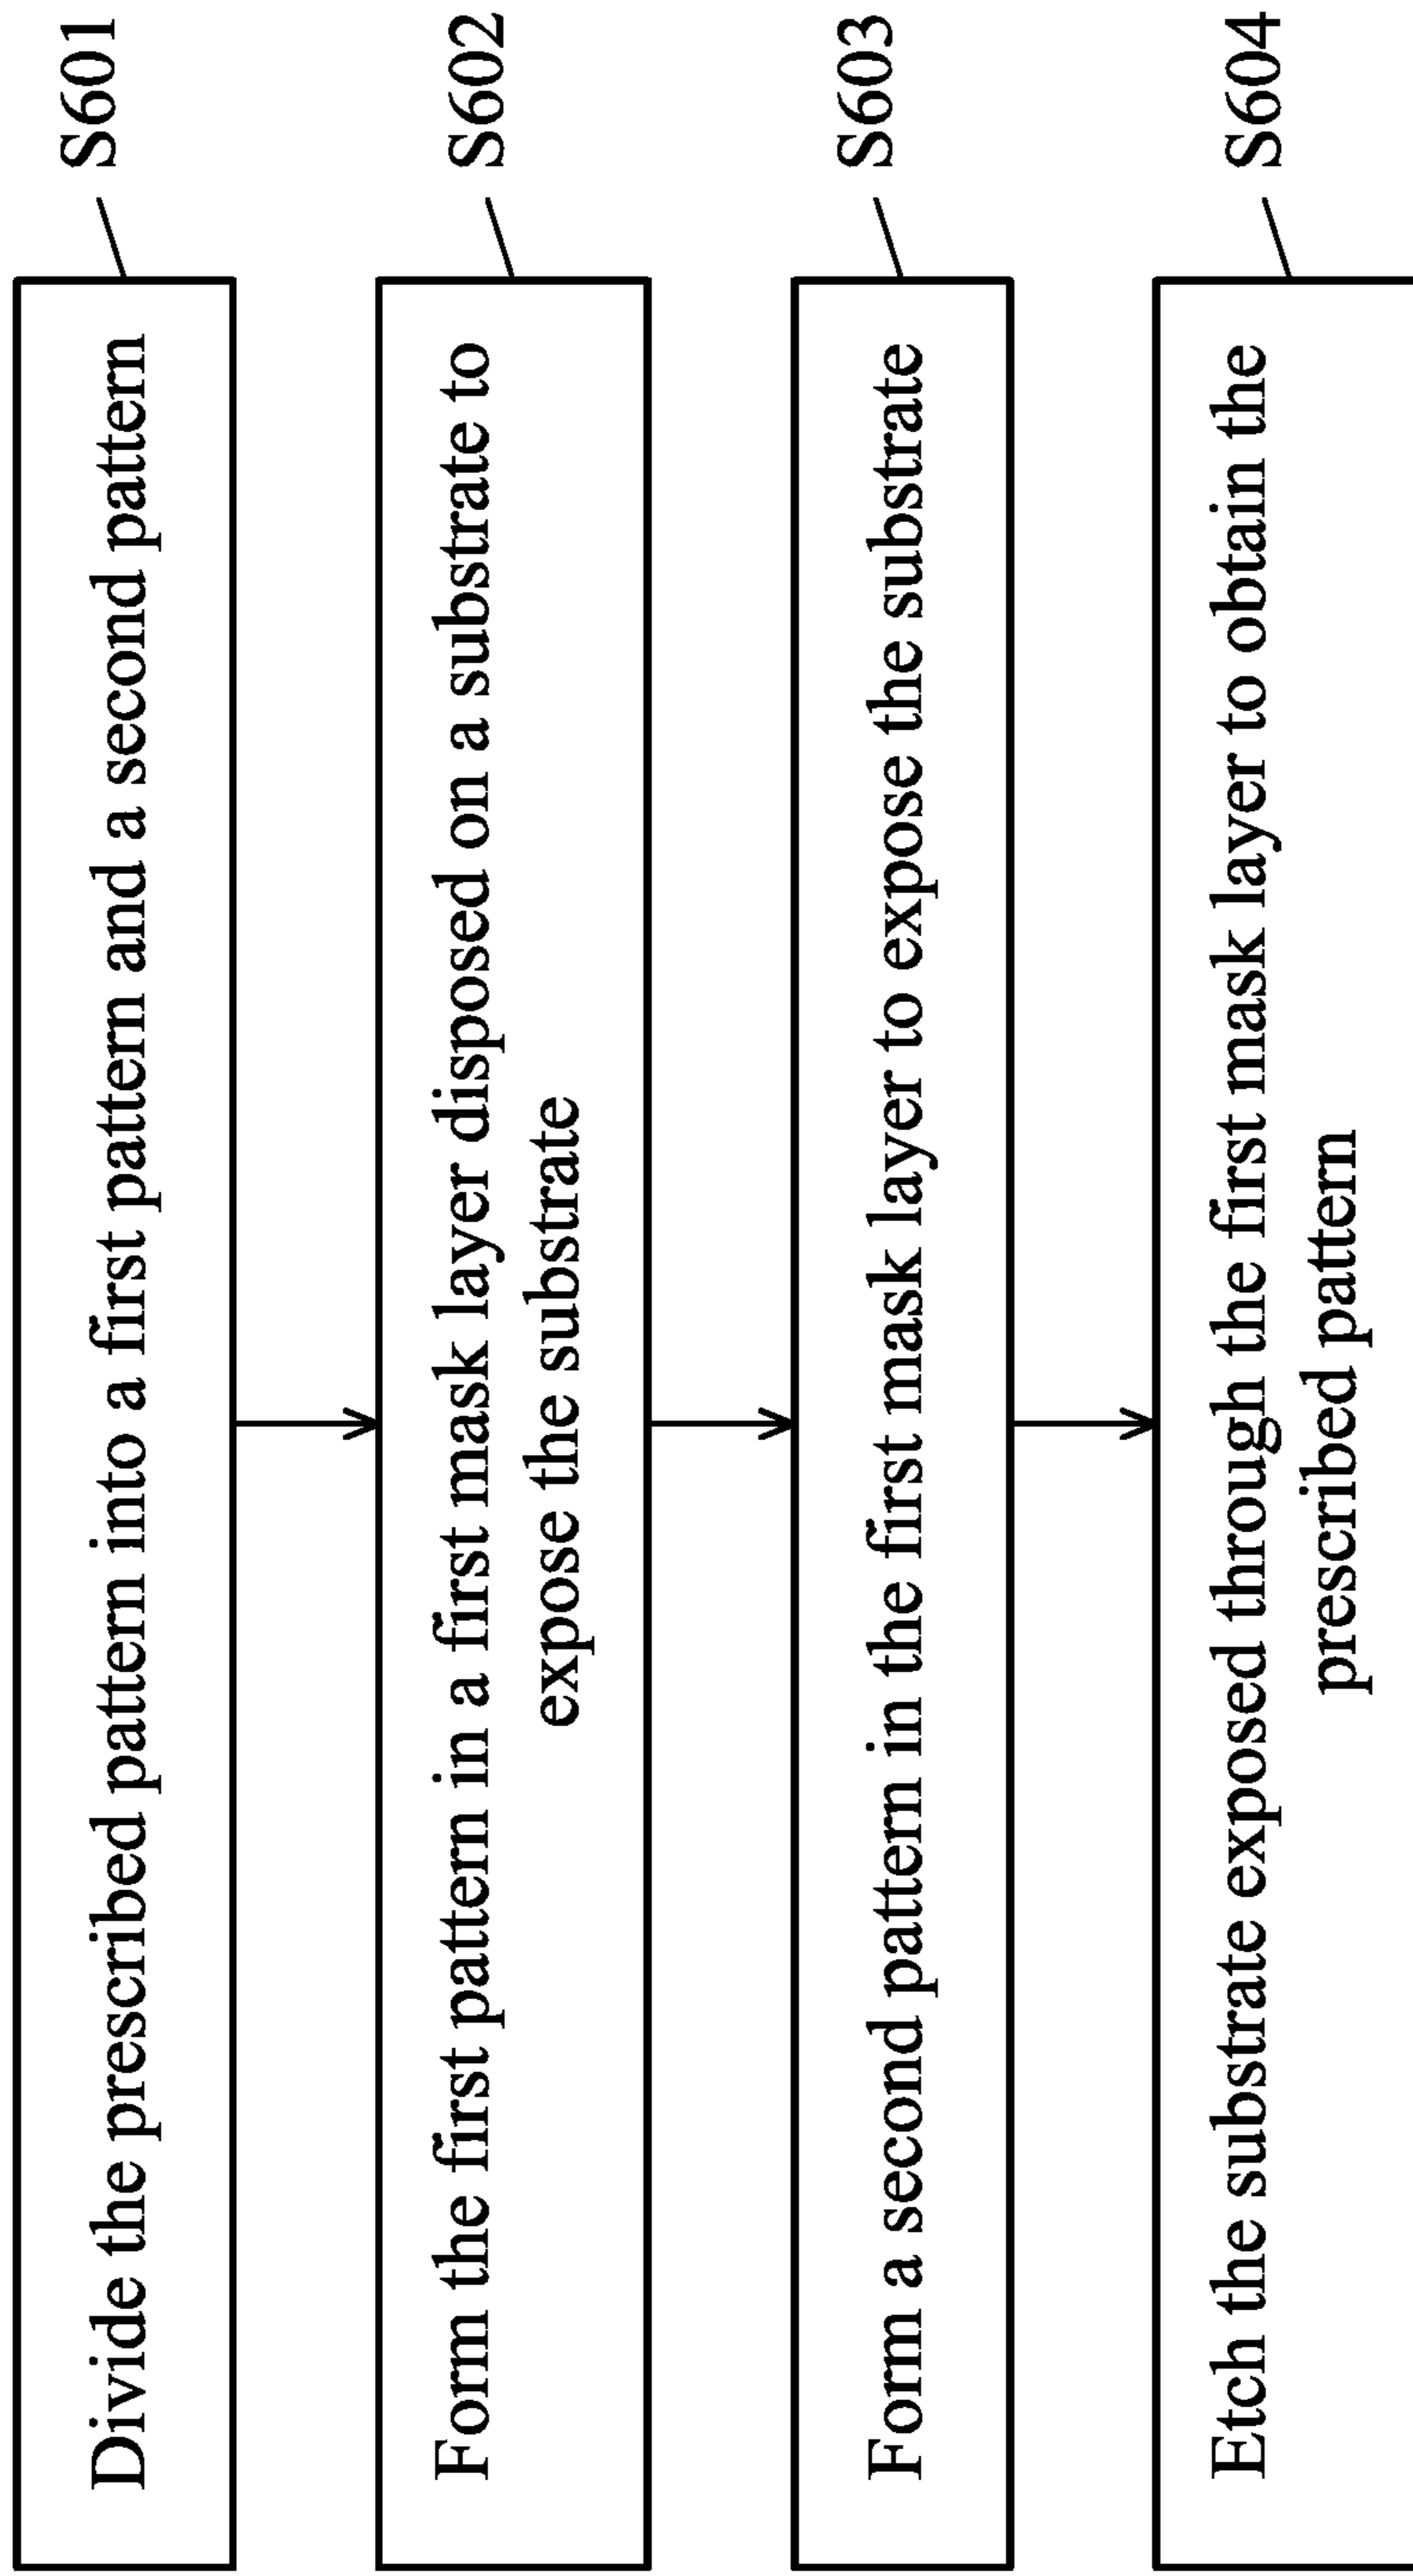 Divide the prescribed pattern into a first pattern and a second pattern
S601
Form the first pattern in a first mask layer disposed on a substrate to
expose the substrate
S602
Form a second pattern in the first mask layer to expose the substrate
S603
Etch the substrate exposed through the first mask layer to obtain the
prescribed pattern
S604